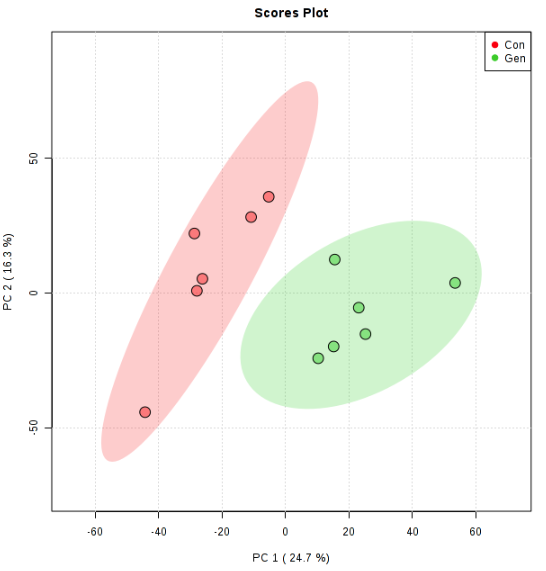 Scores Plot
Con
Gen
50
0
-50
PC 2 ( 16.3 %)
-60 -40 -20 0 20 40 60
PC 1 ( 24.7 %)